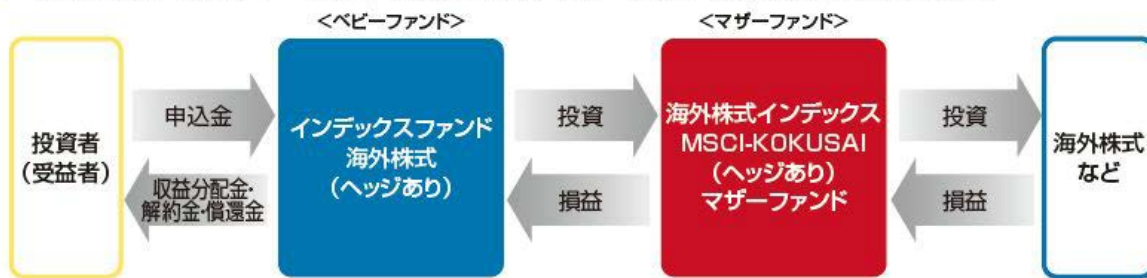 <ベビーファンド>
<マザーファンド>
投資者
(受益者)
申込金
収益分配金・
解約金・償還金
インデックスファンド
海外株式
(ヘッジあり)
投資
損益
海外株式インデックス
MSCI-KOKUSAI
(ヘッジあり)
マザーファンド
投資
損益
海外株式
など